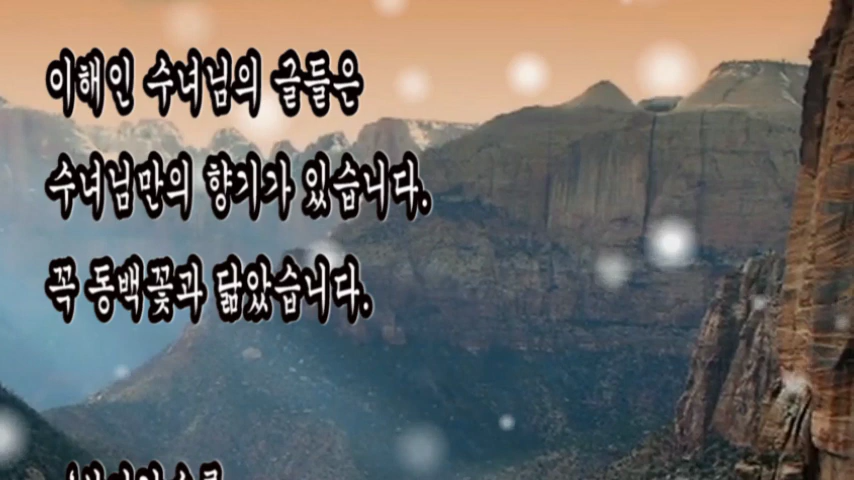 이해인 수녀님의 글들은
수녀님만의 향기가 있습니다.
꼭 동백꽃과 닮았습니다.